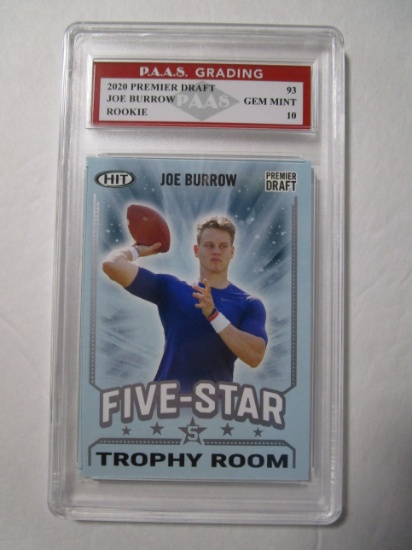 P.A.A.S. GRADING
2020 PREMIER DRAFT 93
JOE BURROW PAAS GEM MINT
ROOKIE 10
HIT JOE BURROW PREMIER DRAFT
FIVE-STAR
5
TROPHY ROOM